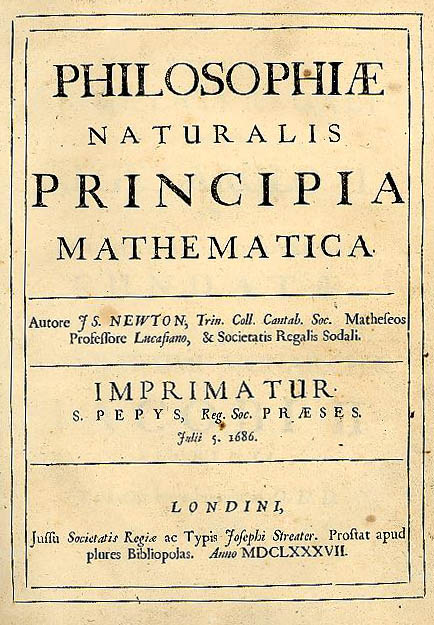 PHILOSOPHIÆ
NATURALIS
PRINCIPIA
MATHEMATICA.
Autore JS. NEWTON, Trin. Coll. Cantab. Soc. Matheſeos
Profeſſore Lucaſiano, & Societatis Regalis Sodali.
IMPRIMATUR.
S. PEPYS, Reg. Soc. PRÆSES.
Julii 5. 1686.
LONDINI,
Juſſu Societatis Regiæ ac Typis Joſephi Streater. Proſtat apud
plures Bibliopolas. Anno MDCLXXXVII.